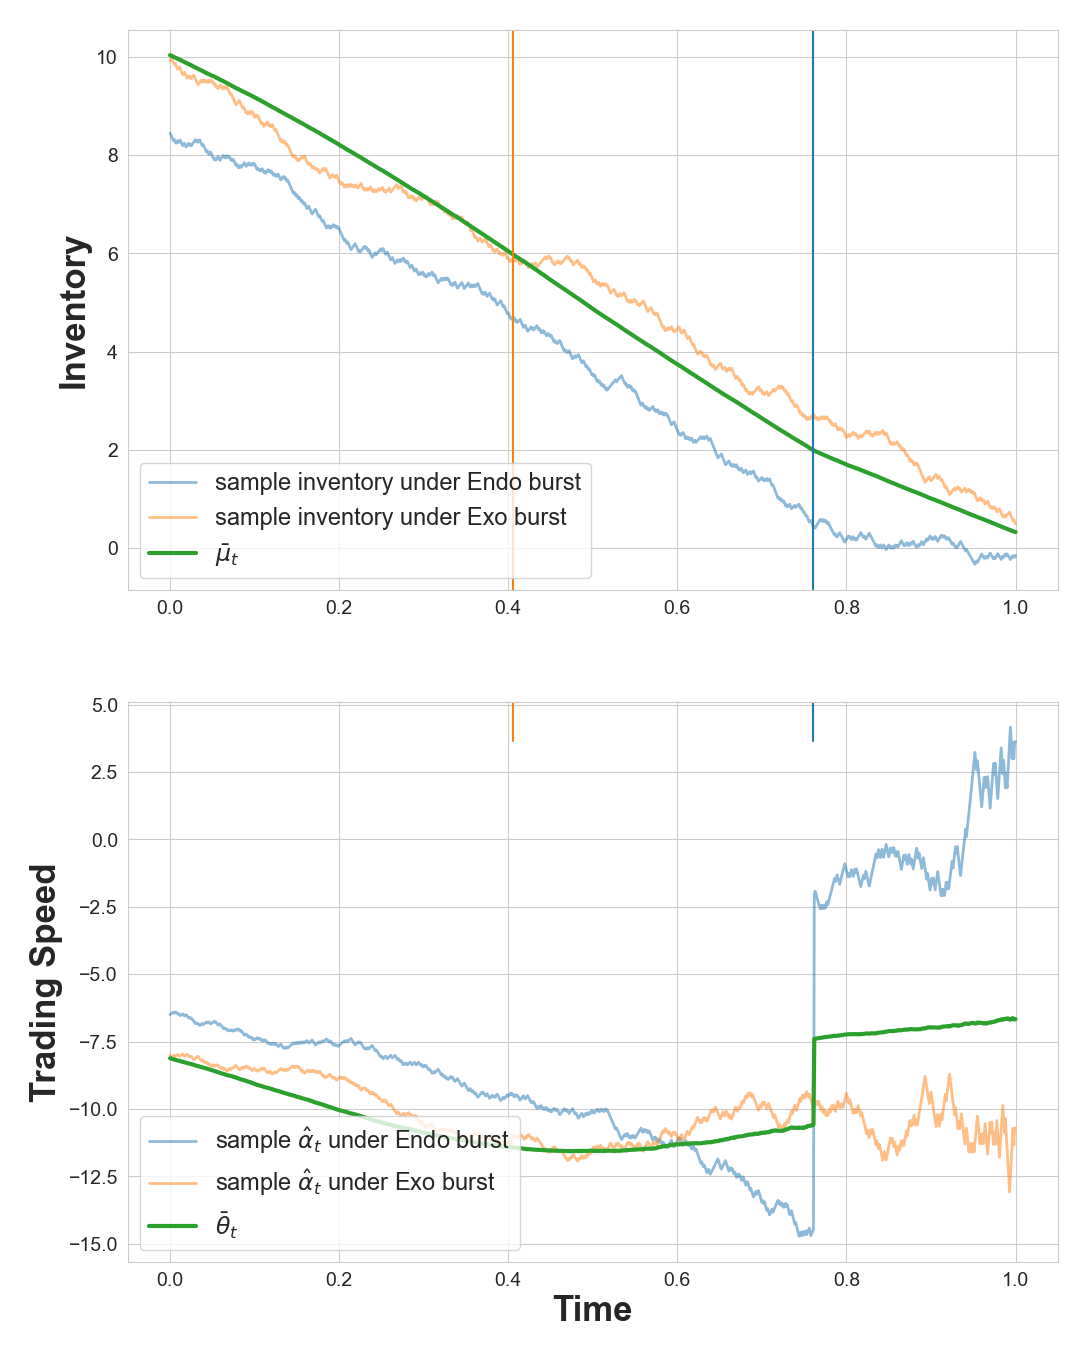 10
8
6
4
2
0
Inventory
sample inventory under Endo burst
sample inventory under Exo burst
μ̄ₜ
0.0 0.2 0.4 0.6 0.8 1.0
5.0
2.5
0.0
−2.5
−5.0
−7.5
−10.0
−12.5
−15.0
Trading Speed
sample α̂ₜ under Endo burst
sample α̂ₜ under Exo burst
θ̄ₜ
0.0 0.2 0.4 0.6 0.8 1.0
Time